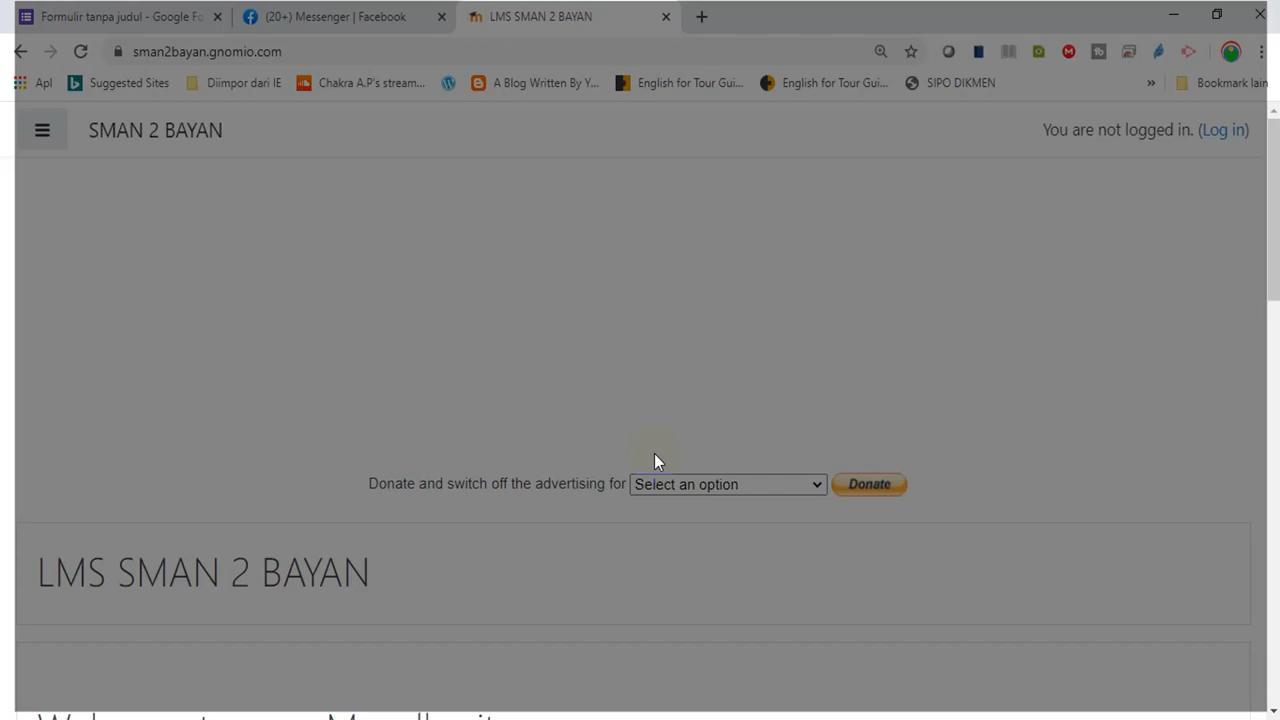 Formulir tanpa judul - Google Fo
(20+) Messenger | Facebook
LMS SMAN 2 BAYAN
sman2bayan.gnomio.com
Apl
Suggested Sites
Diimpor dari IE
Chakra A.P's stream...
A Blog Written By Y...
English for Tour Gui...
English for Tour Gui...
SIPO DIKMEN
»
Bookmark lain
SMAN 2 BAYAN
You are not logged in. (Log in)
Donate and switch off the advertising for
Select an option
Donate
LMS SMAN 2 BAYAN